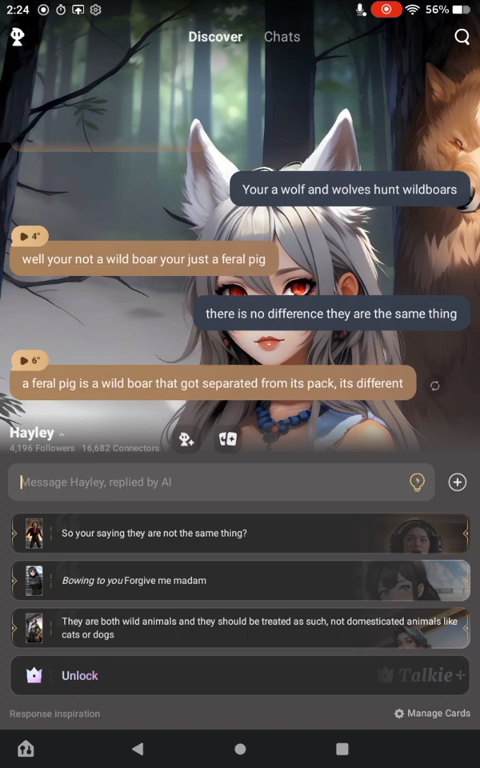 2:24
56%
Discover
Chats
Your a wolf and wolves hunt wildboars
4"
well your not a wild boar your just a feral pig
there is no difference they are the same thing
6"
a feral pig is a wild boar that got separated from its pack, its different
Hayley
4,196 Followers 16,682 Connectors
Message Hayley, replied by AI
So your saying they are not the same thing?
Bowing to you Forgive me madam
They are both wild animals and they should be treated as such, not domesticated animals like
cats or dogs
Unlock
Talkie+
Response inspiration
Manage Cards